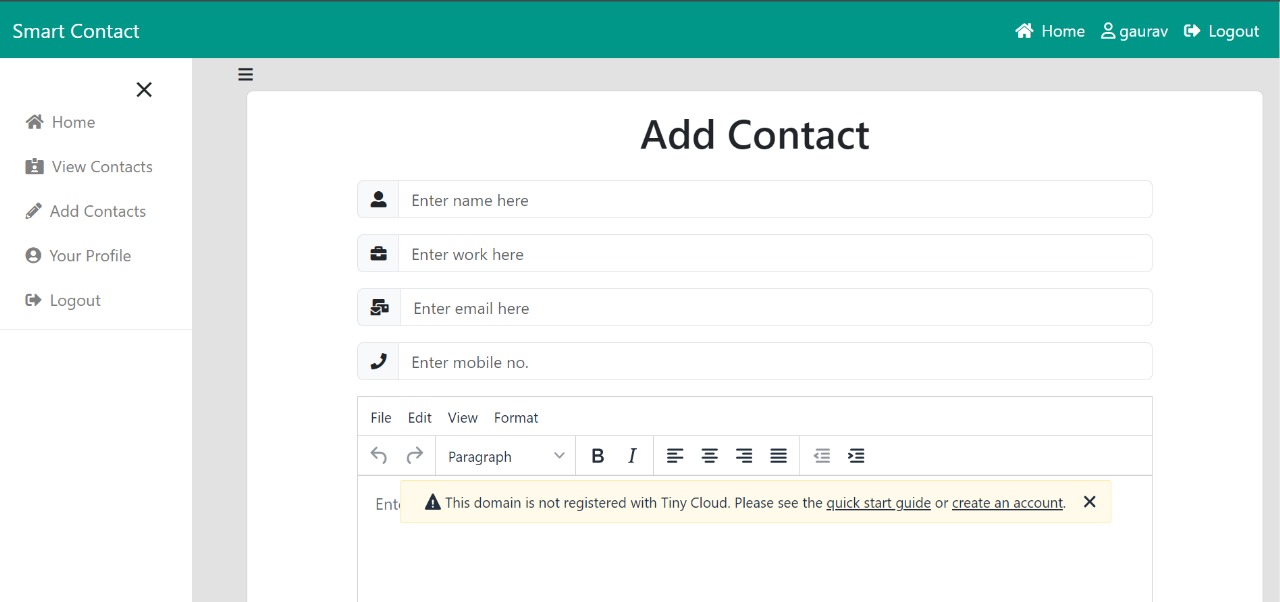 Smart Contact
Home gaurav Logout
Home
View Contacts
Add Contacts
Your Profile
Logout
Add Contact
Enter name here
Enter work here
Enter email here
Enter mobile no.
File Edit View Format
Paragraph B I
This domain is not registered with Tiny Cloud. Please see the quick start guide or create an account.